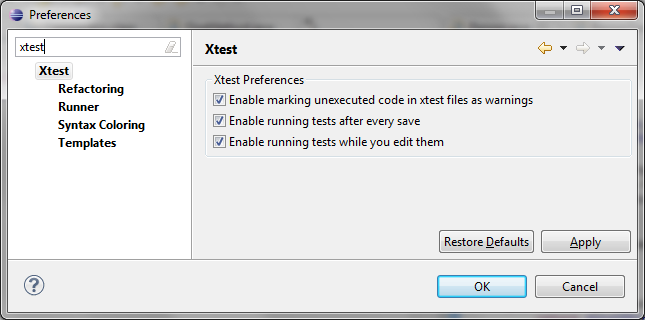 Preferences
xtest
Xtest
Refactoring
Runner
Syntax Coloring
Templates
Xtest
Xtest Preferences
Enable marking unexecuted code in xtest files as warnings
Enable running tests after every save
Enable running tests while you edit them
Restore Defaults
Apply
?
OK
Cancel